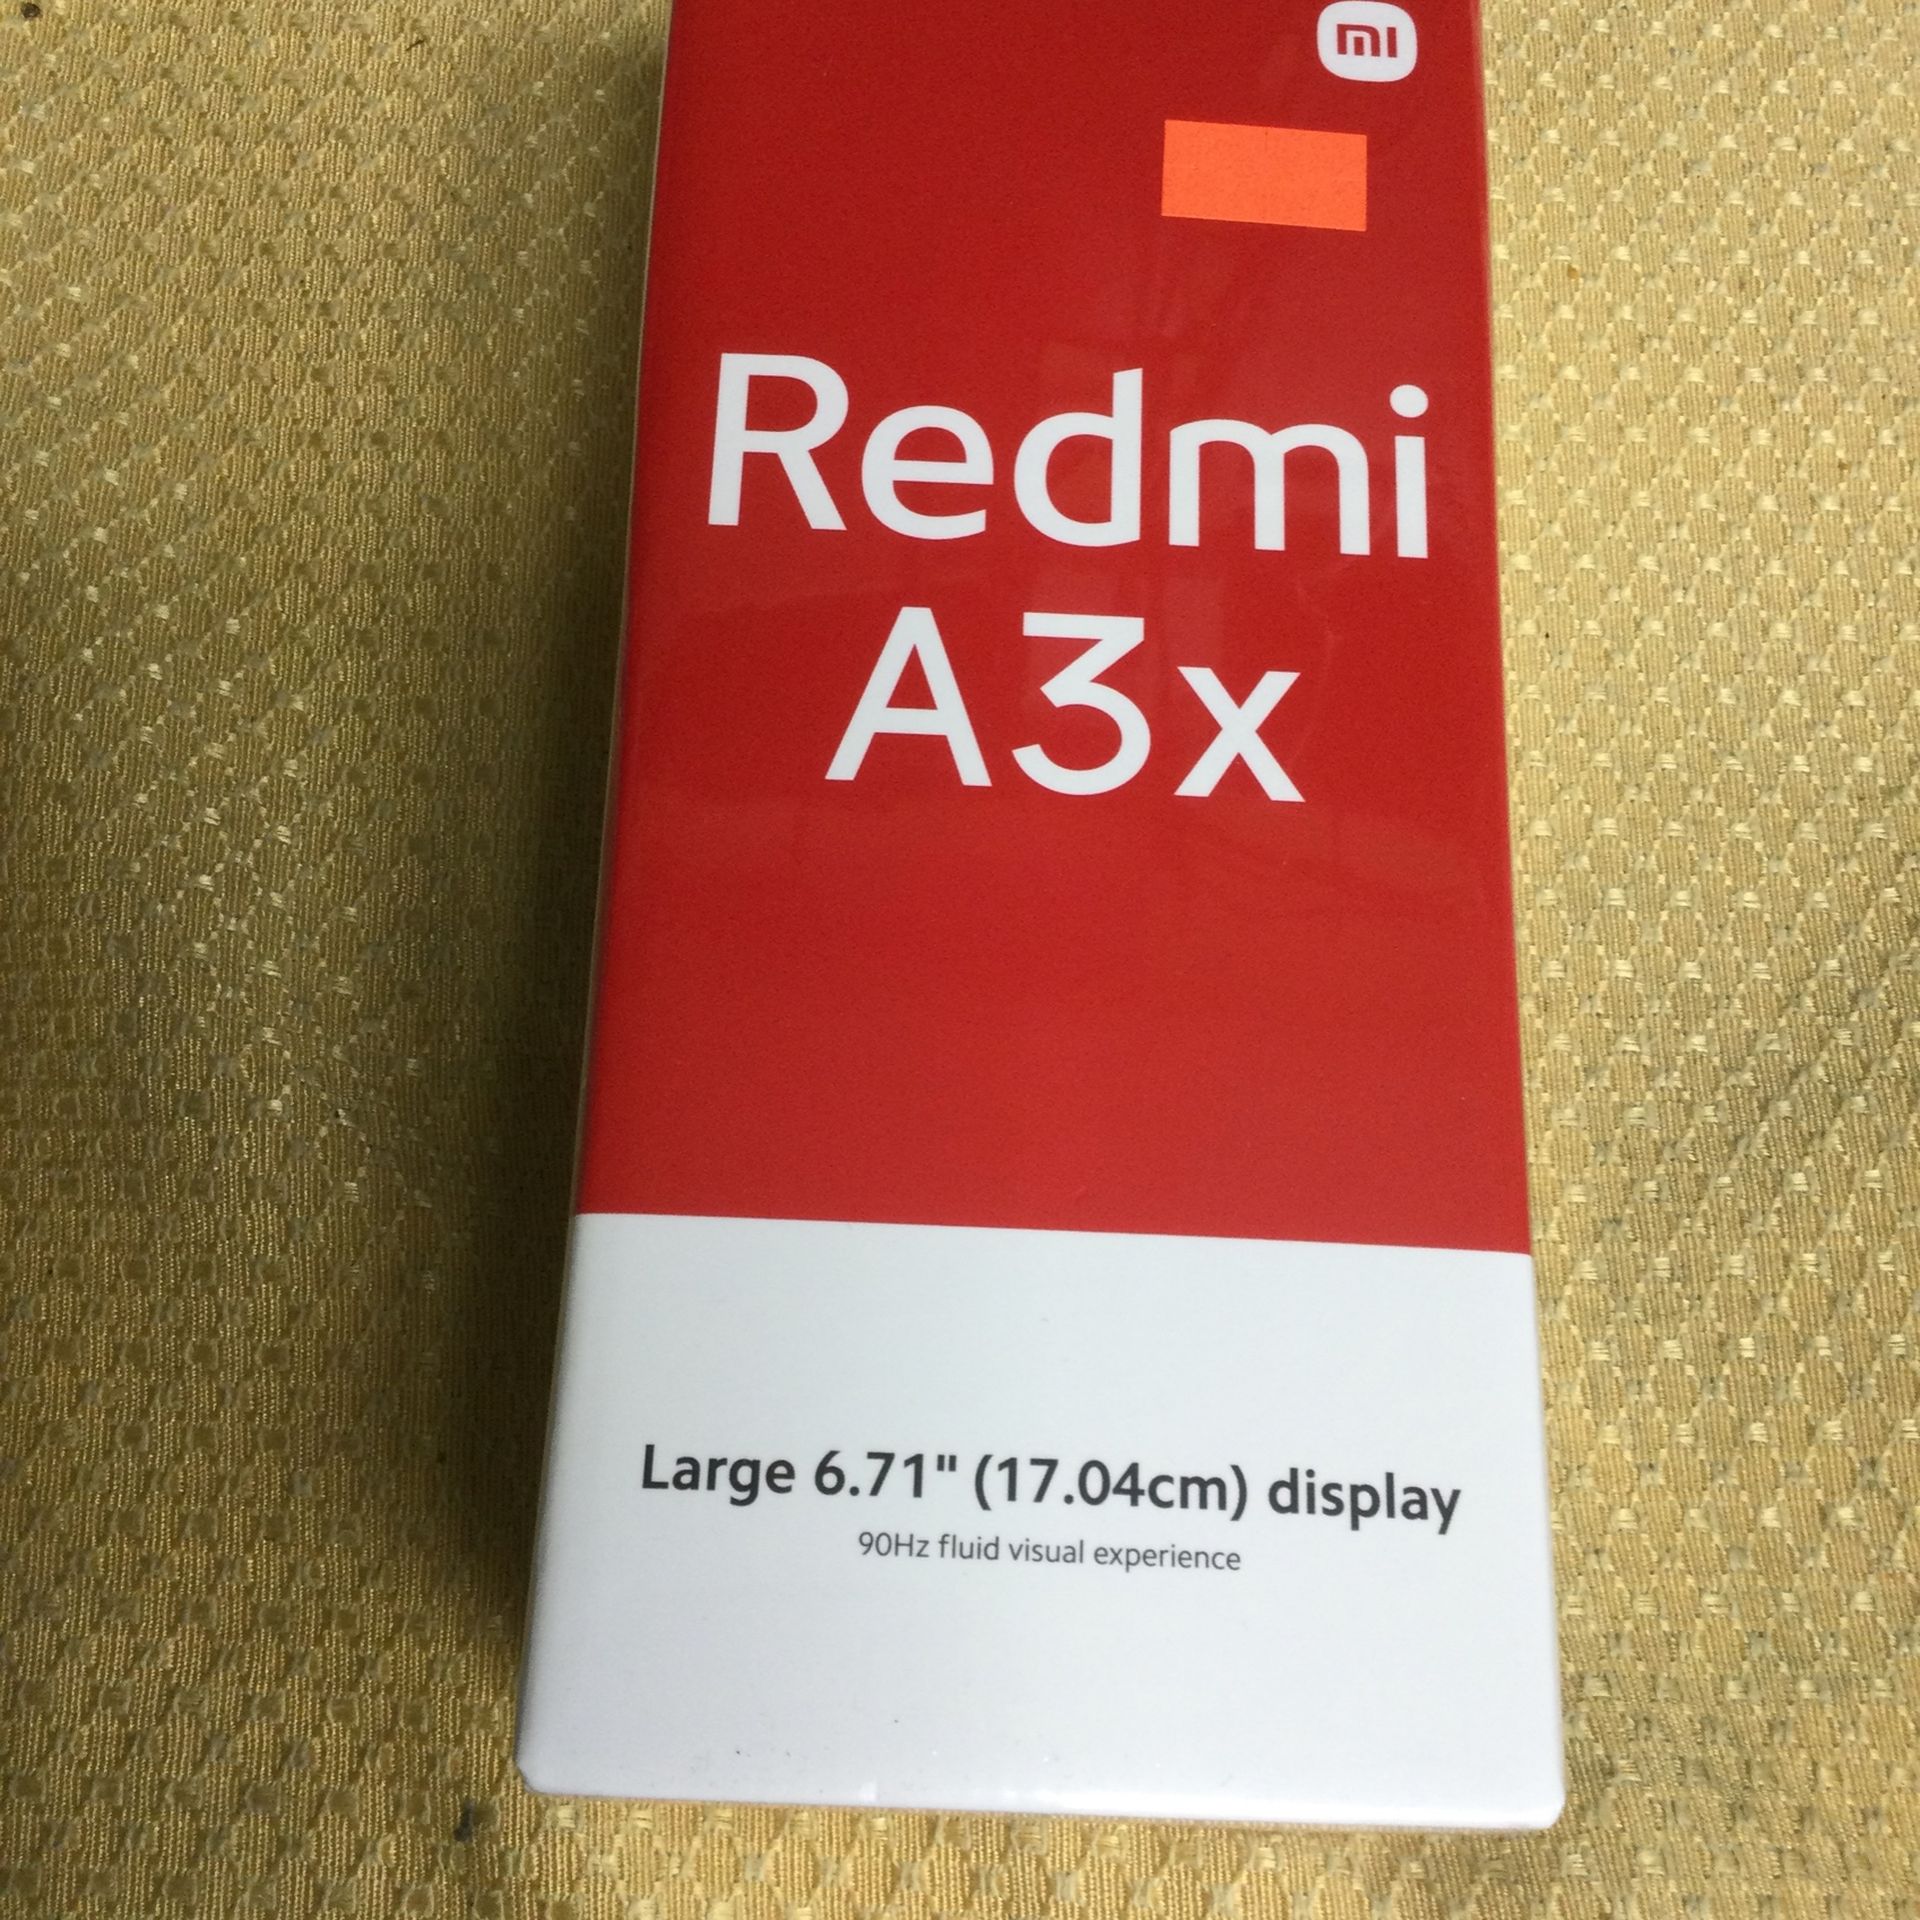 mi
Redmi
A3x
Large 6.71" (17.04cm) display
90Hz fluid visual experience